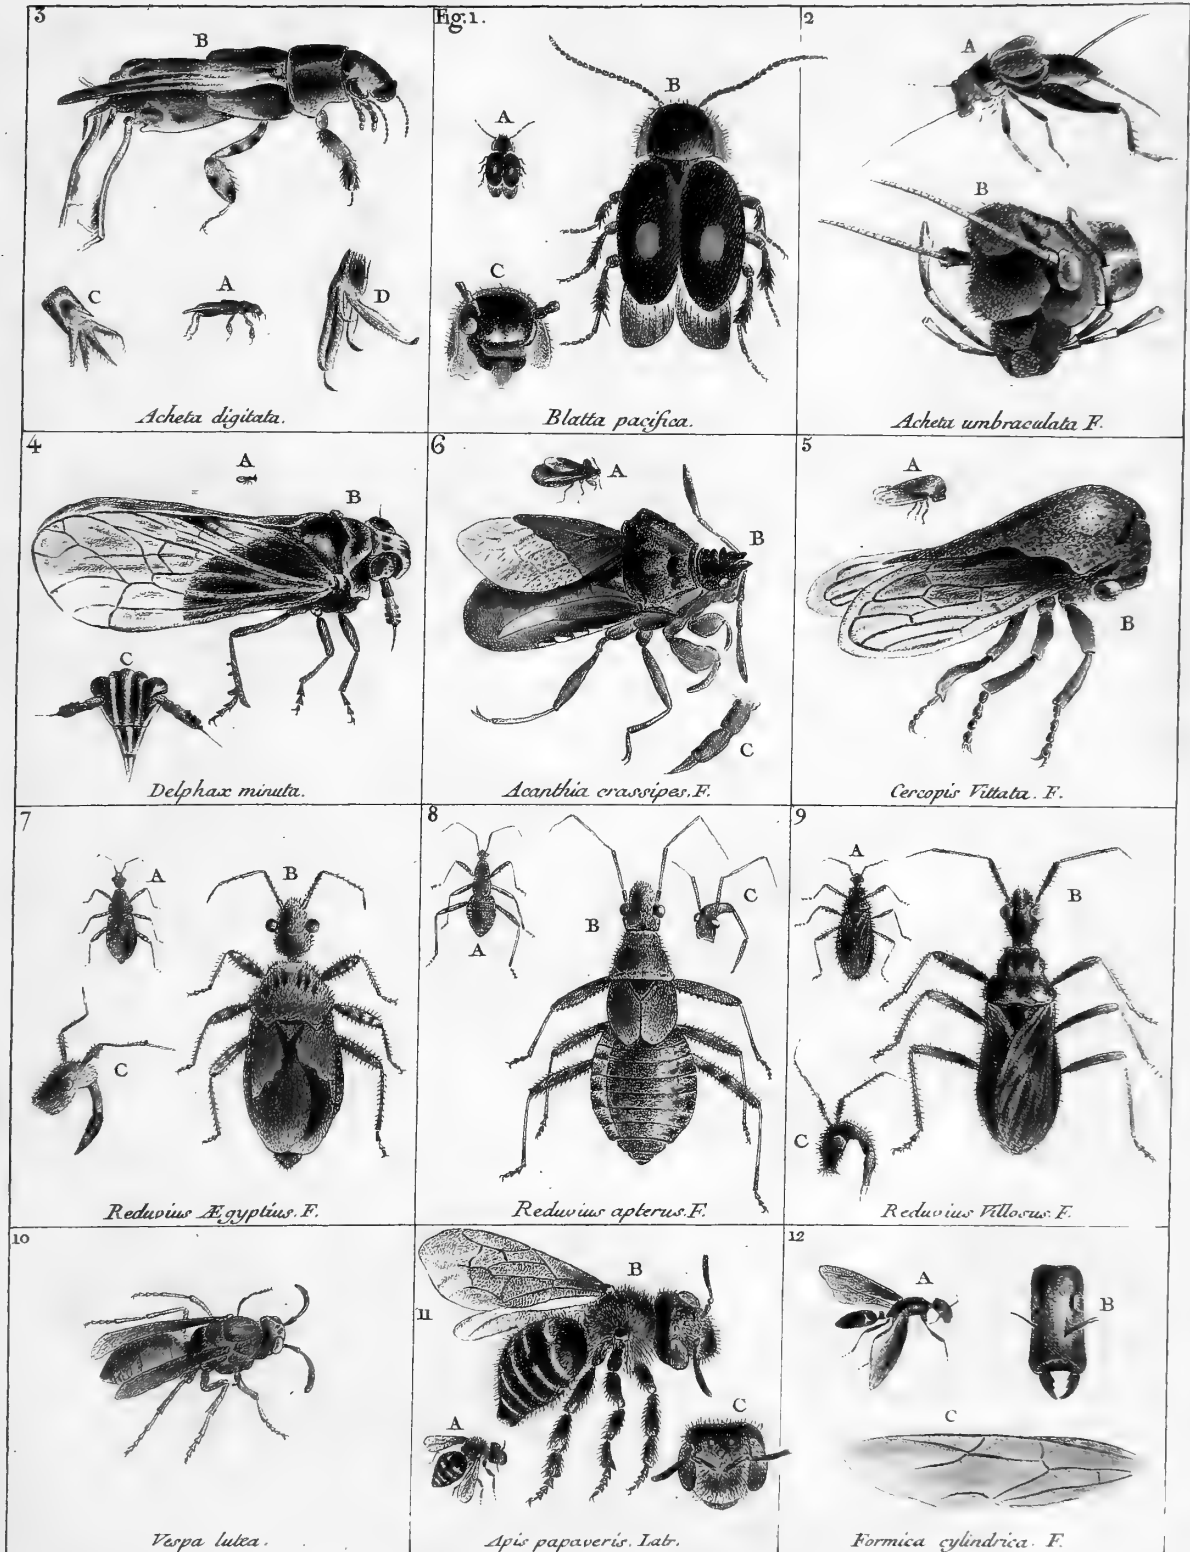 3
B
C
A
D
Acheta digitata.
Fig. 1.
A
B
C
Blatta pacifica.
2
A
B
Acheta umbraculata F.
4
A
B
C
Delphax minuta.
6
A
B
C
Acanthia crassipes. F.
5
A
B
Cercopis Vittata. F.
7
A
B
C
Reduvius Ægyptius. F.
8
A
B
C
Reduvius apterus. F.
9
A
B
C
Reduvius Villosus. F.
10
Vespa lutea.
11
B
A
C
Apis papaveris. Latr.
12
A
B
C
Formica cylindrica. F.